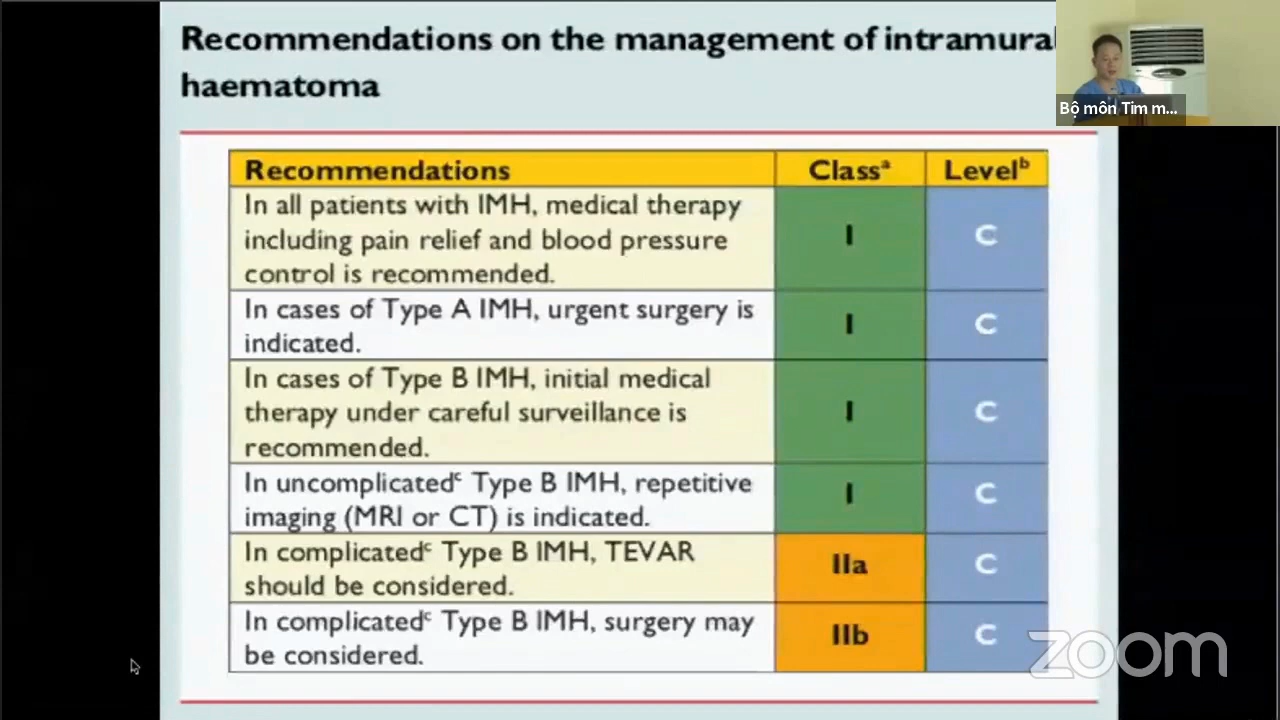 Recommendations on the management of intramural
haematoma
Bộ môn Tim m...
Recommendations Classᵃ Levelᵇ
In all patients with IMH, medical therapy
including pain relief and blood pressure
control is recommended.
I C
In cases of Type A IMH, urgent surgery is
indicated.
I C
In cases of Type B IMH, initial medical
therapy under careful surveillance is
recommended.
I C
In uncomplicatedᶜ Type B IMH, repetitive
imaging (MRI or CT) is indicated.
I C
In complicatedᶜ Type B IMH, TEVAR
should be considered.
IIa C
In complicatedᶜ Type B IMH, surgery may
be considered.
IIb C
zoom